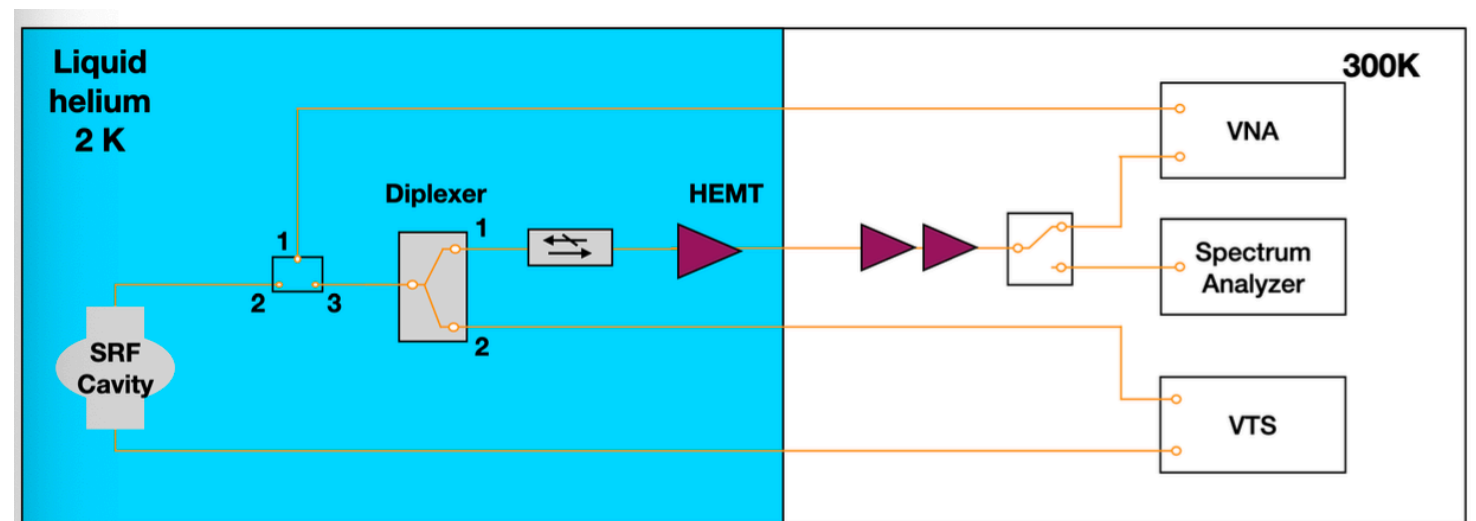 Liquid
helium
2 K
300K
VNA
Diplexer
HEMT
1
1
2
3
2
Spectrum
Analyzer
SRF
Cavity
VTS